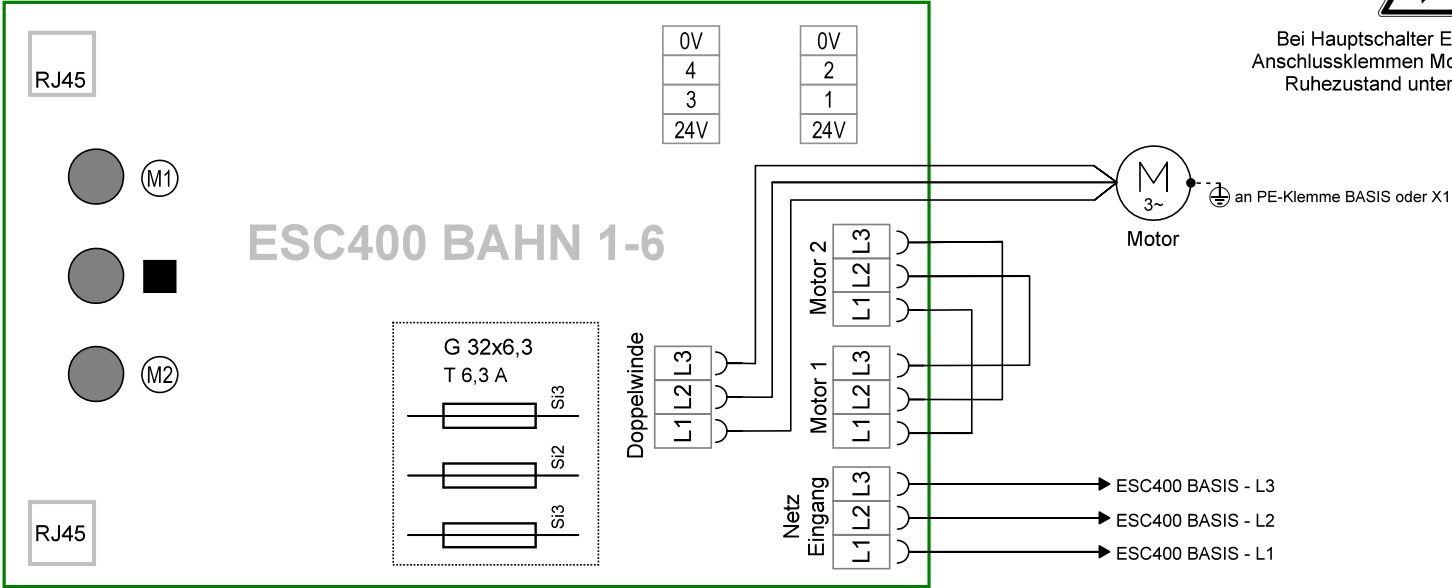 RJ45
M1
M2
RJ45
ESC400 BAHN 1-6
0V
4
3
24V
0V
2
1
24V
G 32x6,3
T 6,3 A
Si3
Si2
Si3
Doppelwinde
L3
L2
L1
Motor 2
L3
L2
L1
Motor 1
L3
L2
L1
Netz
Eingang
L3
L2
L1
Bei Hauptschalter E
Anschlussklemmen Mo
Ruhezustand unter
M
3~
Motor
an PE-Klemme BASIS oder X1
ESC400 BASIS - L3
ESC400 BASIS - L2
ESC400 BASIS - L1